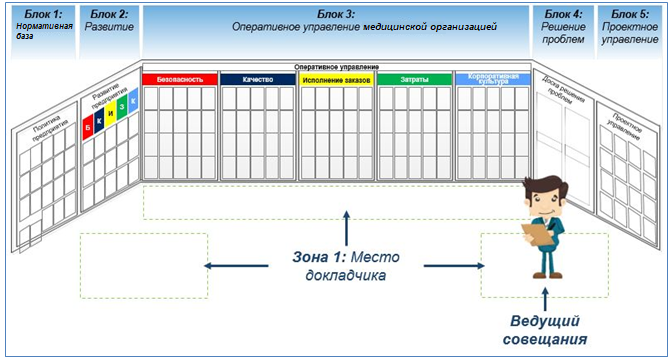 Блок 1:
Нормативная
база
Блок 2:
Развитие
Блок 3:
Оперативное управление медицинской организацией
Блок 4:
Решение
проблем
Блок 5:
Проектное
управление
Политика
предприятия
Развитие
предприятия
Б К И З К
Оперативное управление
Безопасность
Качество
Исполнение заказов
Затраты
Корпоративная
культура
Доска решения
проблем
Проектное
управление
Зона 1: Место
докладчика
Ведущий
совещания